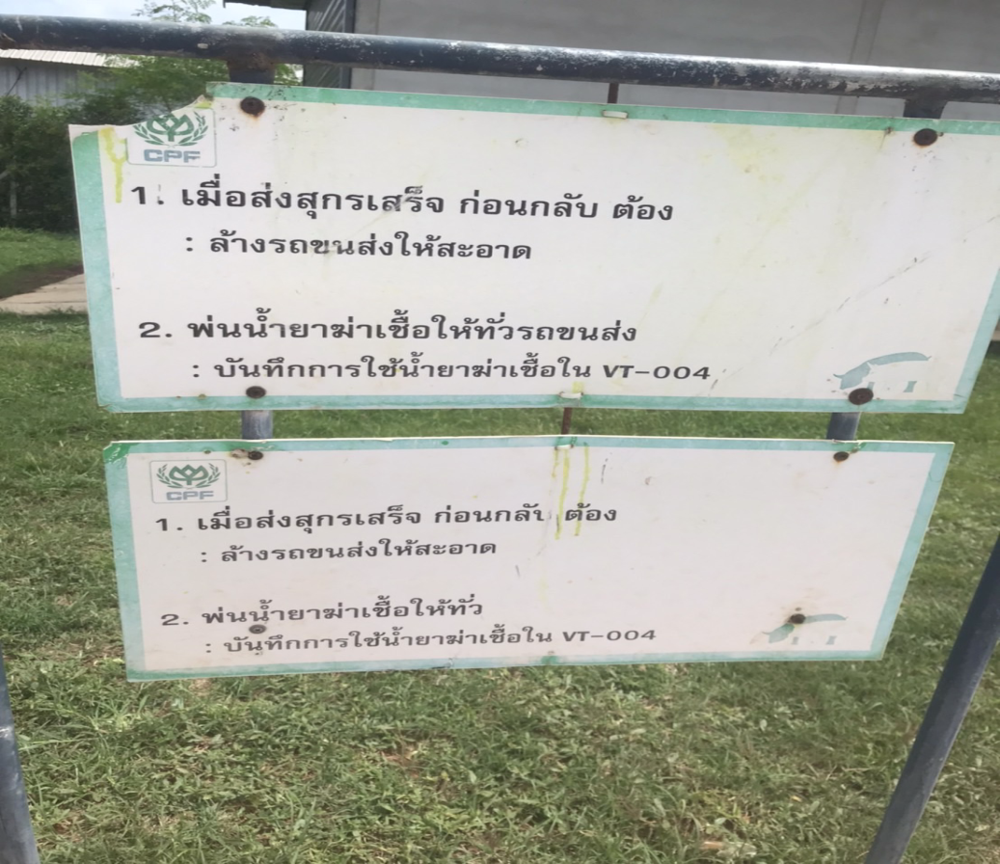 CPF
1. เมื่อส่งสุกรเสร็จ ก่อนกลับ ต้อง
: ล้างรถขนส่งให้สะอาด
2. พ่นน้ำยาฆ่าเชื้อให้ทั่วรถขนส่ง
: บันทึกการใช้น้ำยาฆ่าเชื้อใน VT-004
CPF
1. เมื่อส่งสุกรเสร็จ ก่อนกลับ ต้อง
: ล้างรถขนส่งให้สะอาด
2. พ่นน้ำยาฆ่าเชื้อให้ทั่ว
: บันทึกการใช้น้ำยาฆ่าเชื้อใน VT-004